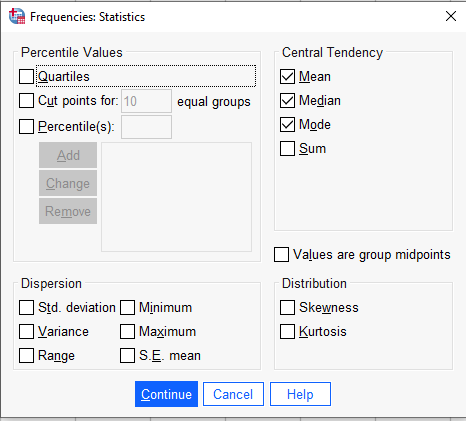 Frequencies: Statistics
Percentile Values
Quartiles
Cut points for: 10 equal groups
Percentile(s):
Add
Change
Remove
Central Tendency
Mean
Median
Mode
Sum
Values are group midpoints
Dispersion
Std. deviation Minimum
Variance Maximum
Range S.E. mean
Distribution
Skewness
Kurtosis
Continue Cancel Help